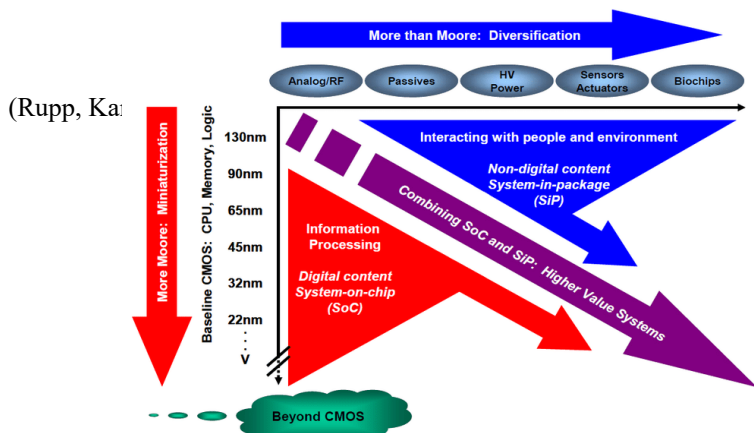 More than Moore: Diversification
Analog/RF
Passives
HV
Power
Sensors
Actuators
Biochips
(Rupp,
More Moore: Miniaturization
Baseline CMOS: CPU, Memory, Logic
130nm
90nm
65nm
45nm
32nm
22nm
.
.
.
V
Interacting with people and environment
Non-digital content
System-in-package
(SiP)
Combining SoC and SiP: Higher Value Systems
Information
Processing
Digital content
System-on-chip
(SoC)
Beyond CMOS